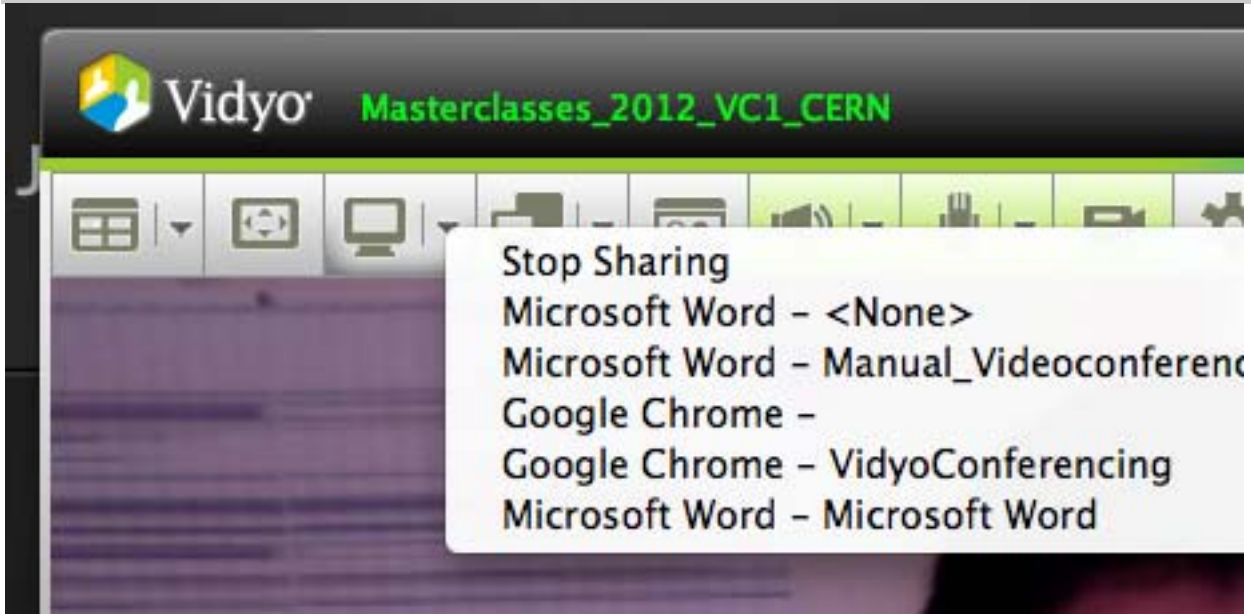 Vidyo
Masterclasses_2012_VC1_CERN
Stop Sharing
Microsoft Word – <None>
Microsoft Word – Manual_Videoconferenc
Google Chrome –
Google Chrome – VidyoConferencing
Microsoft Word – Microsoft Word